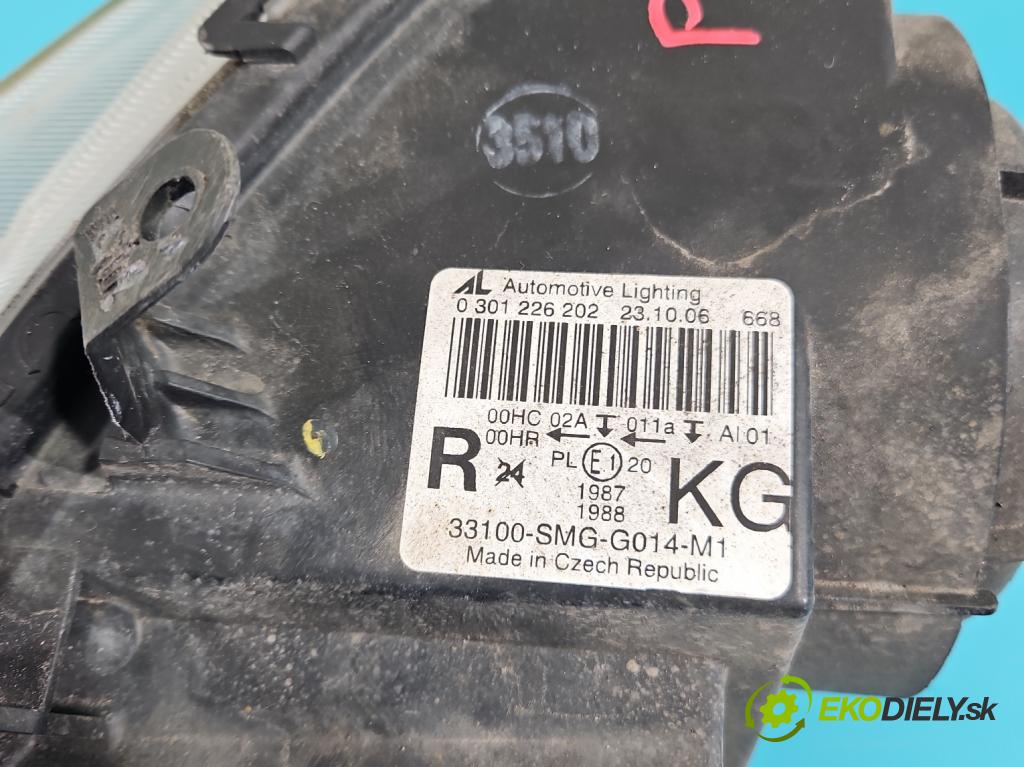 P
3510
AL Automotive Lighting
0 301 226 202 23.10.06 668
00HC 02A 011a AI 01
00HR
R 24 PL E1 20 KG
1987
1988
33100-SMG-G014-M1
Made in Czech Republic
EKODIELY.sk